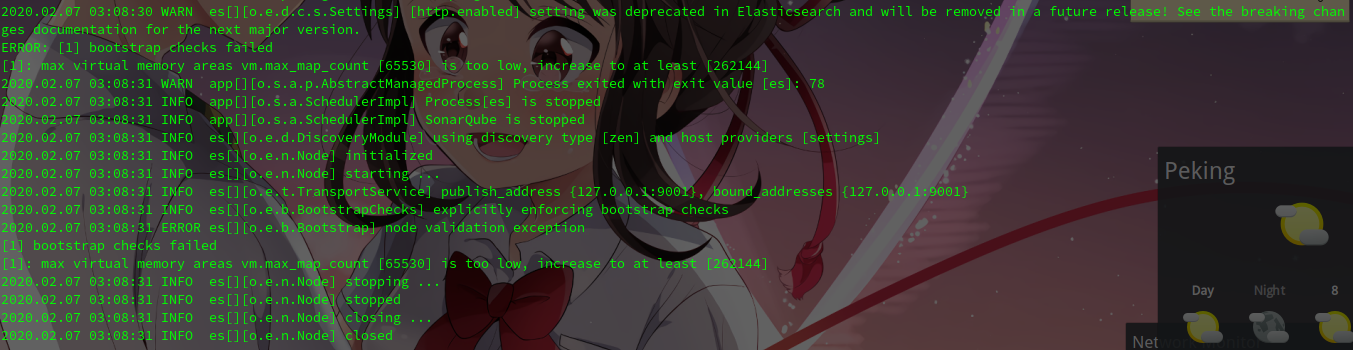 2020.02.07 03:08:30 WARN  es[][o.e.d.c.s.Settings] [http.enabled] setting was deprecated in Elasticsearch and will be removed in a future release! See the breaking chan
ges documentation for the next major version.
ERROR: [1] bootstrap checks failed
[1]: max virtual memory areas vm.max_map_count [65530] is too low, increase to at least [262144]
2020.02.07 03:08:31 WARN  app[][o.s.a.p.AbstractManagedProcess] Process exited with exit value [es]: 78
2020.02.07 03:08:31 INFO  app[][o.s.a.SchedulerImpl] Process[es] is stopped
2020.02.07 03:08:31 INFO  app[][o.s.a.SchedulerImpl] SonarQube is stopped
2020.02.07 03:08:31 INFO  es[][o.e.d.DiscoveryModule] using discovery type [zen] and host providers [settings]
2020.02.07 03:08:31 INFO  es[][o.e.n.Node] initialized
2020.02.07 03:08:31 INFO  es[][o.e.n.Node] starting ...
2020.02.07 03:08:31 INFO  es[][o.e.t.TransportService] publish_address {127.0.0.1:9001}, bound_addresses {127.0.0.1:9001}
2020.02.07 03:08:31 INFO  es[][o.e.b.BootstrapChecks] explicitly enforcing bootstrap checks
2020.02.07 03:08:31 ERROR es[][o.e.b.Bootstrap] node validation exception
[1] bootstrap checks failed
[1]: max virtual memory areas vm.max_map_count [65530] is too low, increase to at least [262144]
2020.02.07 03:08:31 INFO  es[][o.e.n.Node] stopping ...
2020.02.07 03:08:31 INFO  es[][o.e.n.Node] stopped
2020.02.07 03:08:31 INFO  es[][o.e.n.Node] closing ...
2020.02.07 03:08:31 INFO  es[][o.e.n.Node] closed
Peking
Day Night 8
Network Monitor